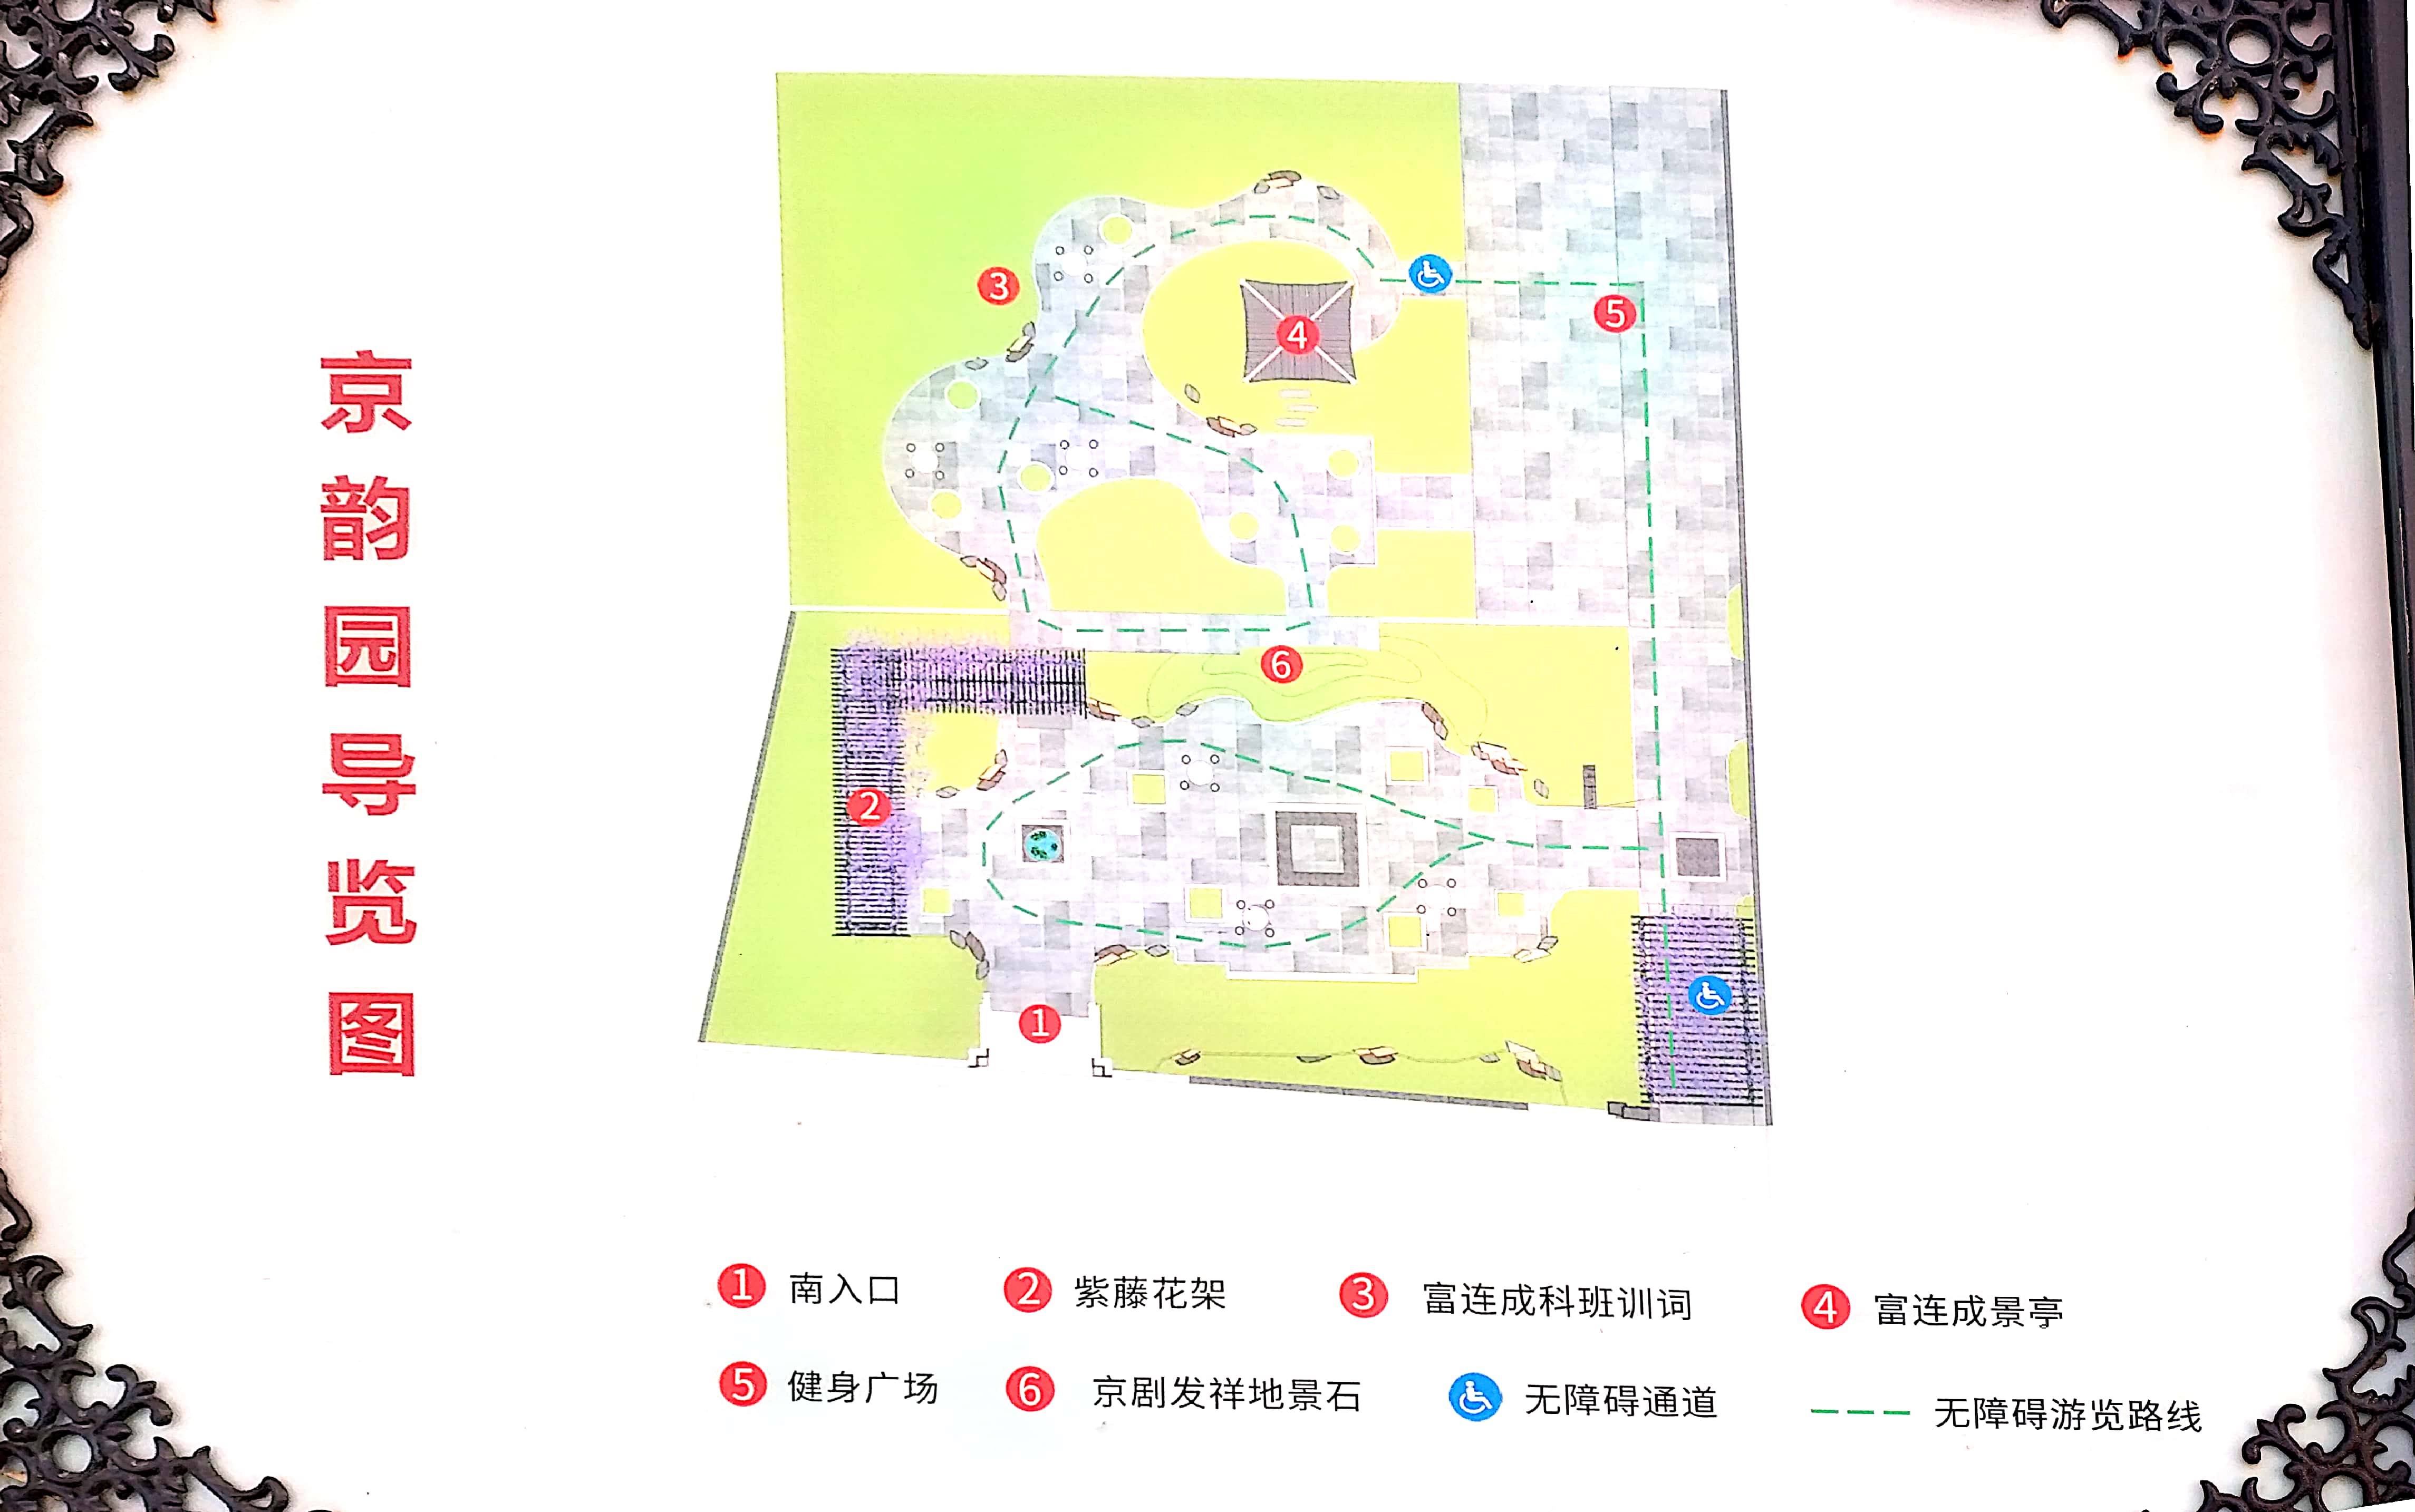 京韵园导览图
3
4
5
6
2
1
1 南入口 2 紫藤花架 3 富连成科班训词 4 富连成景亭
5 健身广场 6 京剧发祥地景石 无障碍通道 无障碍游览路线